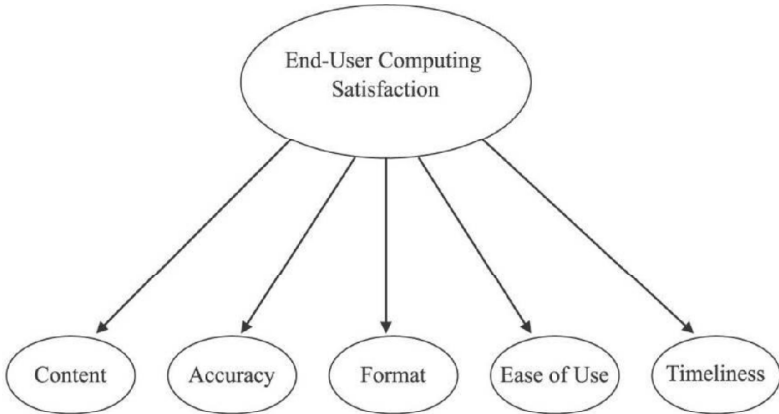 End-User Computing
Satisfaction
Content
Accuracy
Format
Ease of Use
Timeliness